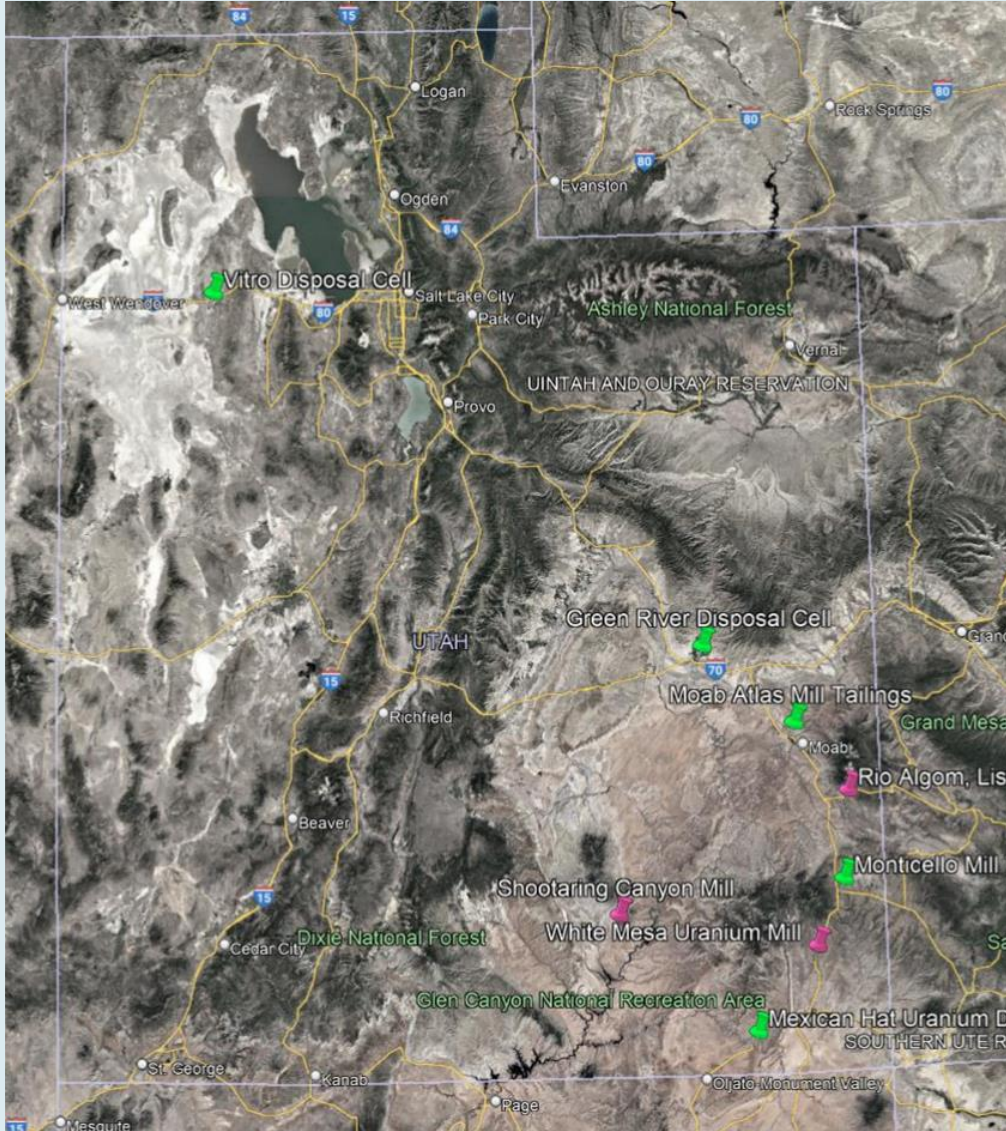 84
15
Logan
80
Rock Springs
80
80
Evanston
Ogden
84
Vitro Disposal Cell
West Wendover
80
Salt Lake City
80
Park City
Ashley National Forest
Vernal
UINTAH AND OURAY RESERVATION
Provo
Green River Disposal Cell
Grand
UTAH
70
15
Moab Atlas Mill Tailings
Richfield
Grand Mesa
Moab
Rio Algom, Lis
Beaver
Monticello Mill
Shootaring Canyon Mill
15
White Mesa Uranium Mill
Dixie National Forest
Cedar City
Sa
Glen Canyon National Recreation Area
Mexican Hat Uranium D
SOUTHERN UTE R
St. George
Kanab
Oljato-Monument Valley
Page
15
Mesquite